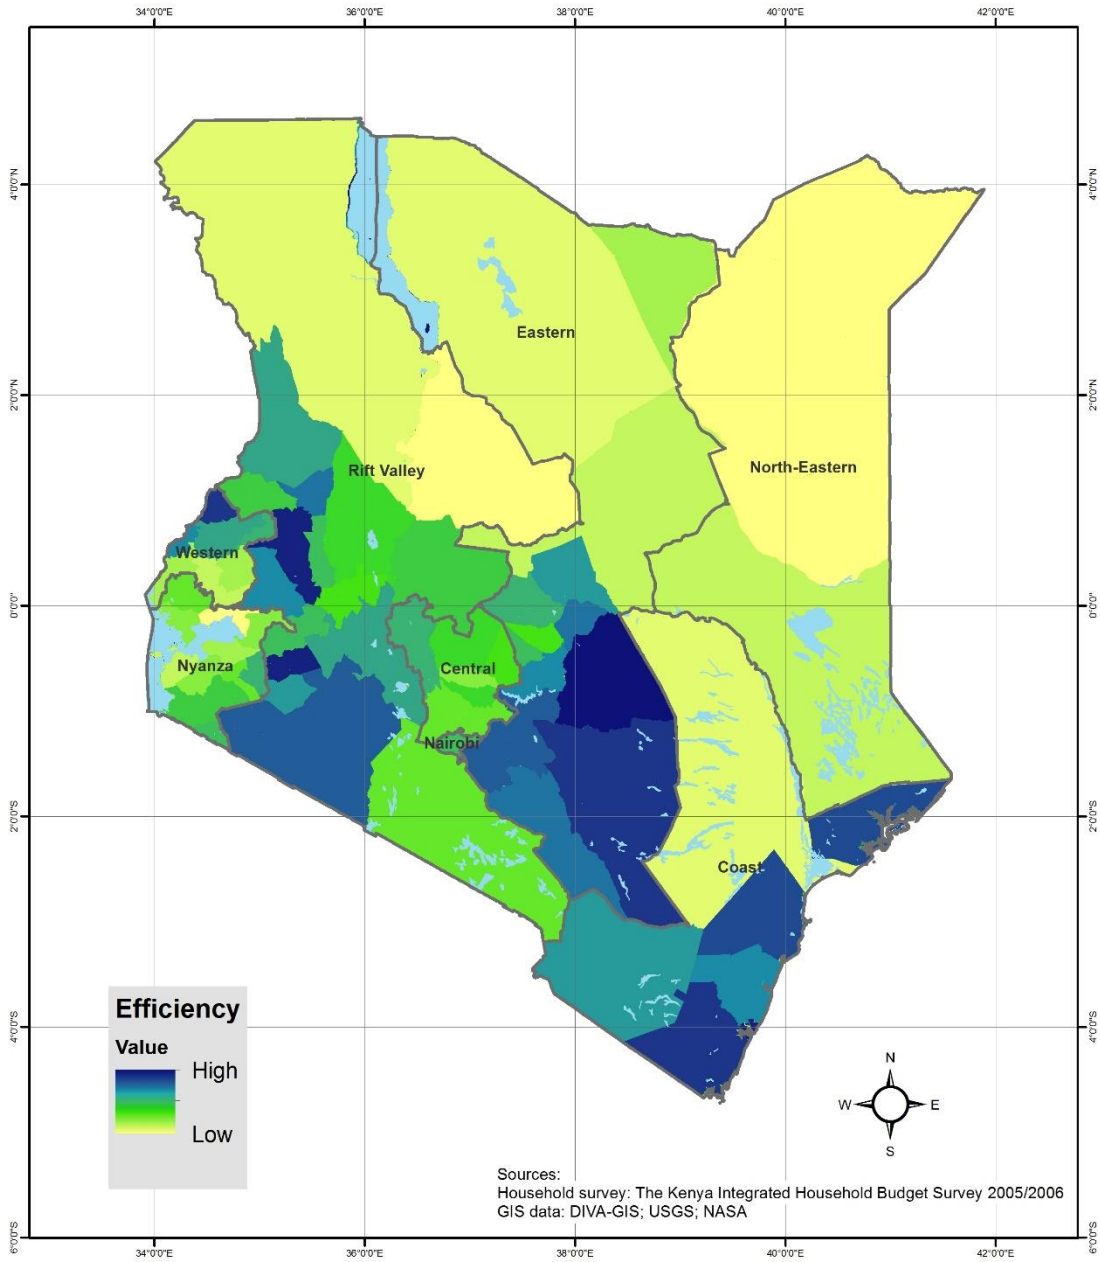 34°0'0"E 36°0'0"E 38°0'0"E 40°0'0"E 42°0'0"E
4°0'0"N 4°0'0"N
Eastern
2°0'0"N 2°0'0"N
Rift Valley
North-Eastern
Western
0°0'0" 0°0'0"
Nyanza
Central
Nairobi
2°0'0"S 2°0'0"S
Coast
Efficiency
Value
High
Low
4°0'0"S 4°0'0"S
N
W E
S
Sources:
Household survey: The Kenya Integrated Household Budget Survey 2005/2006
GIS data: DIVA-GIS; USGS; NASA
6°0'0"S 6°0'0"S
34°0'0"E 36°0'0"E 38°0'0"E 40°0'0"E 42°0'0"E